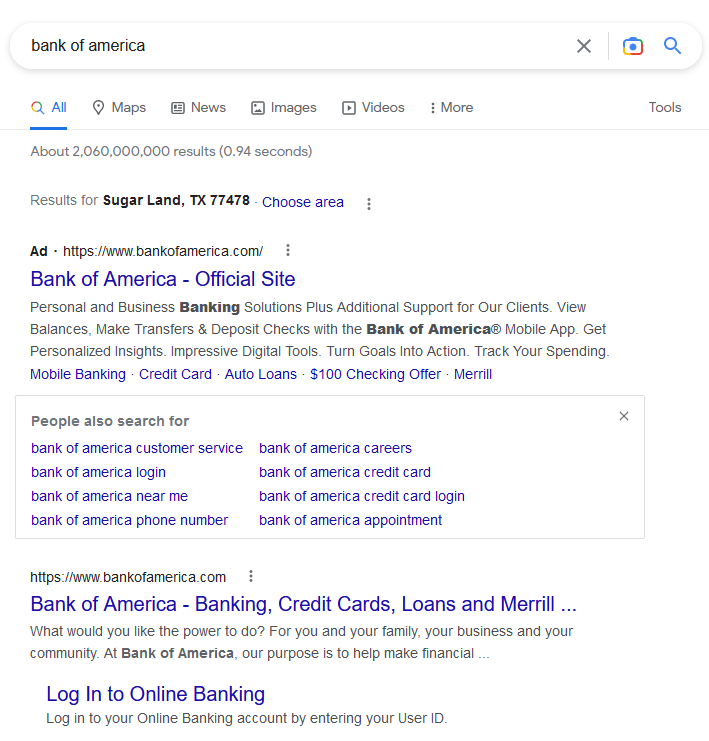 bank of america
All Maps News Images Videos More Tools
About 2,060,000,000 results (0.94 seconds)
Results for Sugar Land, TX 77478 · Choose area
Ad · https://www.bankofamerica.com/
Bank of America - Official Site
Personal and Business Banking Solutions Plus Additional Support for Our Clients. View
Balances, Make Transfers & Deposit Checks with the Bank of America® Mobile App. Get
Personalized Insights. Impressive Digital Tools. Turn Goals Into Action. Track Your Spending.
Mobile Banking · Credit Card · Auto Loans · $100 Checking Offer · Merrill
People also search for
bank of america customer service bank of america careers
bank of america login bank of america credit card
bank of america near me bank of america credit card login
bank of america phone number bank of america appointment
https://www.bankofamerica.com
Bank of America - Banking, Credit Cards, Loans and Merrill ...
What would you like the power to do? For you and your family, your business and your
community. At Bank of America, our purpose is to help make financial ...
Log In to Online Banking
Log in to your Online Banking account by entering your User ID.